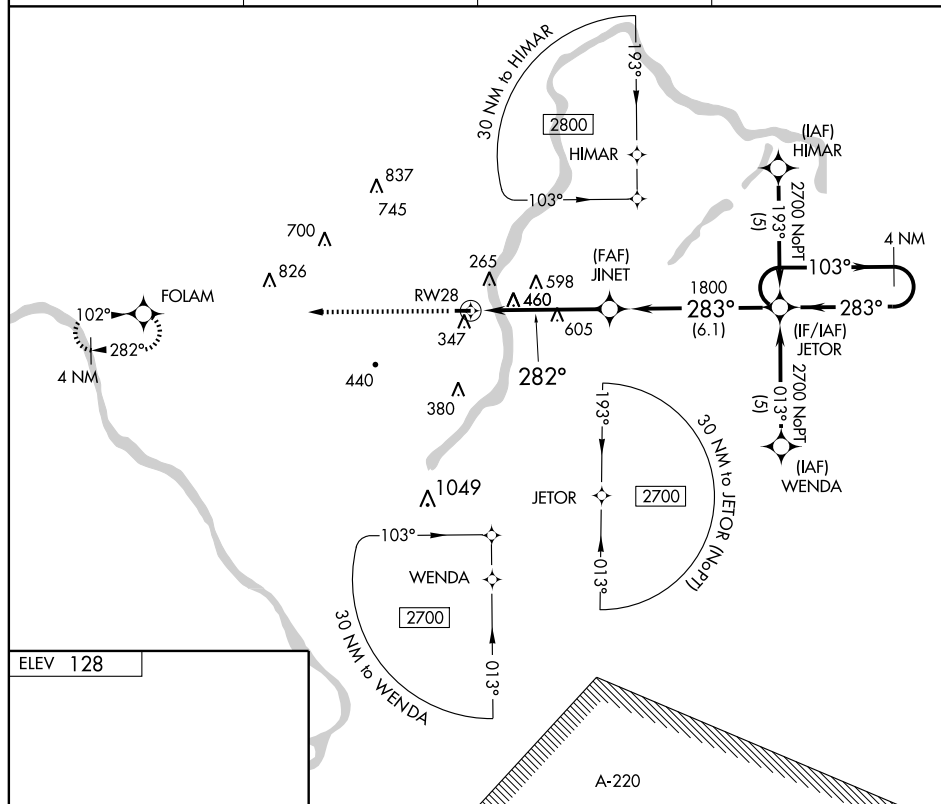 30 NM to HIMAR
193°
2800
HIMAR
103°
(IAF)
HIMAR
2700 NoPT
193°
(5)
4 NM
103°
837
745
700
826
265
(FAF)
JINET
598
460
605
RW28
347
1800
283°
(6.1)
283°
(IF/IAF)
JETOR
FOLAM
102°
282°
4 NM
282°
440
380
2700 NoPT
013°
(5)
(IAF)
WENDA
193°
30 NM to JETOR (NoPT)
JETOR
2700
013°
1049
103°
WENDA
2700
30 NM to WENDA
013°
ELEV 128
A-220